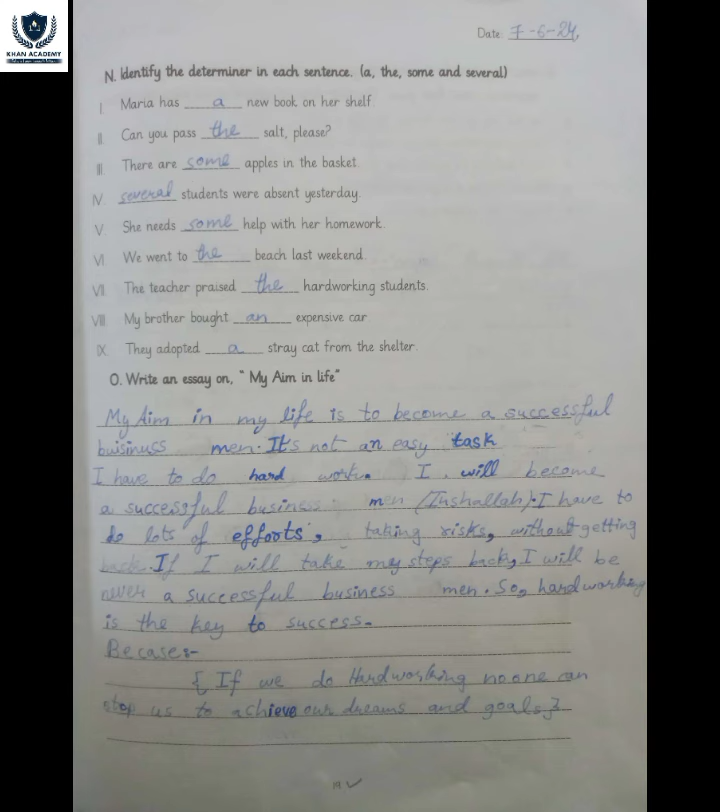 KHAN ACADEMY
Date 7-6-24
N. Identify the determiner in each sentence. (a, the, some and several)
I. Maria has a new book on her shelf.
II. Can you pass the salt, please?
III. There are some apples in the basket.
IV. several students were absent yesterday.
V. She needs some help with her homework.
VI. We went to the beach last weekend.
VII. The teacher praised the hardworking students.
VIII. My brother bought an expensive car
IX. They adopted a stray cat from the shelter.
O. Write an essay on, " My Aim in life"
My Aim in my life is to become a successful
buisinuss men. It's not an easy task
I have to do hard work. I will become
a successful business men (Inshallah). I have to
do lots of efforts, taking risks, without getting
back. If I will take my steps back, I will be
never a successful business men. So, hardworking
is the key to success.
Becase:-
{ If we do Hardworking no one can
stop us to achieve our dreams and goals.}
19